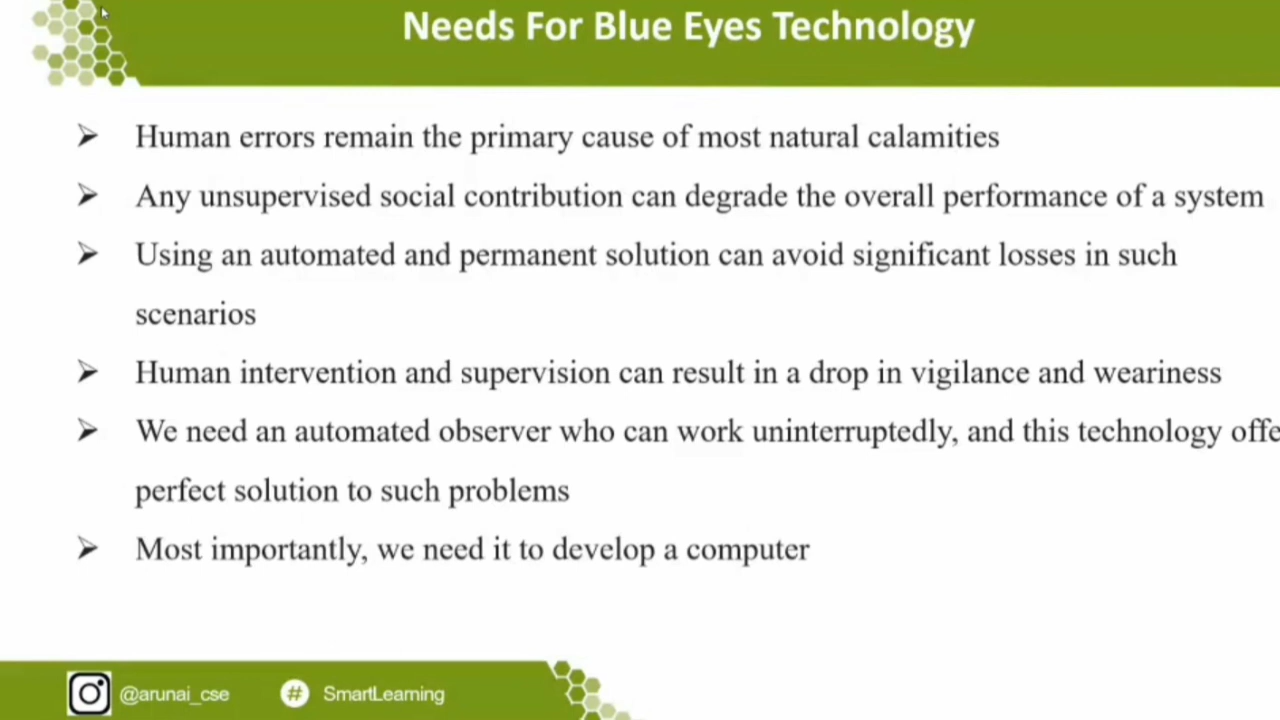 Needs For Blue Eyes Technology
➢ Human errors remain the primary cause of most natural calamities
➢ Any unsupervised social contribution can degrade the overall performance of a system
➢ Using an automated and permanent solution can avoid significant losses in such
scenarios
➢ Human intervention and supervision can result in a drop in vigilance and weariness
➢ We need an automated observer who can work uninterruptedly, and this technology offe
perfect solution to such problems
➢ Most importantly, we need it to develop a computer
@arunai_cse # SmartLearning